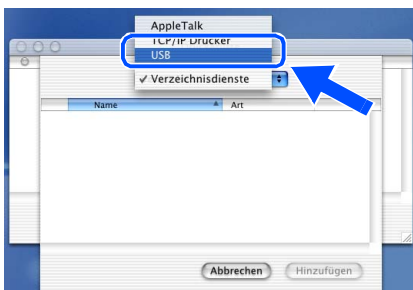 AppleTalk
TCP/IP Drucker
USB
✓ Verzeichnisdienste
Name Art
Abbrechen Hinzufügen